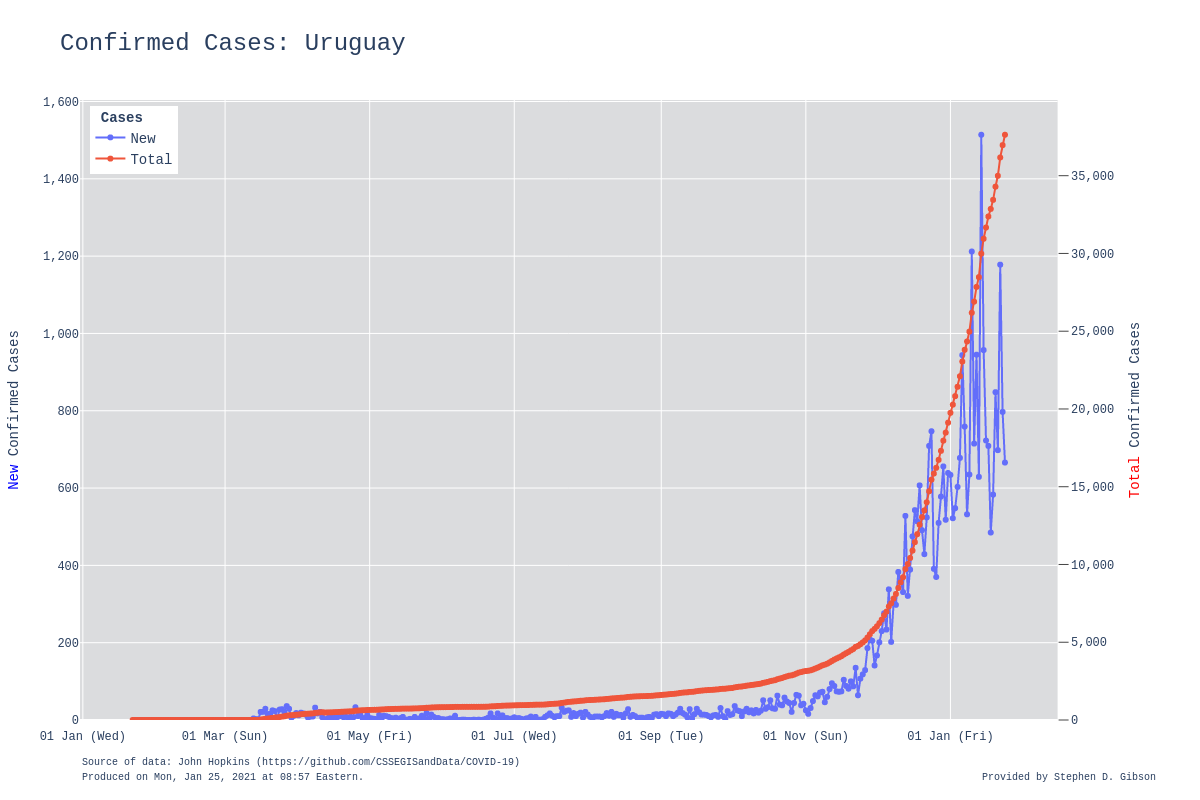 Confirmed Cases: Uruguay
Cases
New
Total
1,600
1,400
1,200
1,000
800
600
400
200
0
New Confirmed Cases
35,000
30,000
25,000
20,000
15,000
10,000
5,000
0
Total Confirmed Cases
01 Jan (Wed)
01 Mar (Sun)
01 May (Fri)
01 Jul (Wed)
01 Sep (Tue)
01 Nov (Sun)
01 Jan (Fri)
Source of data: John Hopkins (https://github.com/CSSEGISandData/COVID-19)
Produced on Mon, Jan 25, 2021 at 08:57 Eastern.
Provided by Stephen D. Gibson